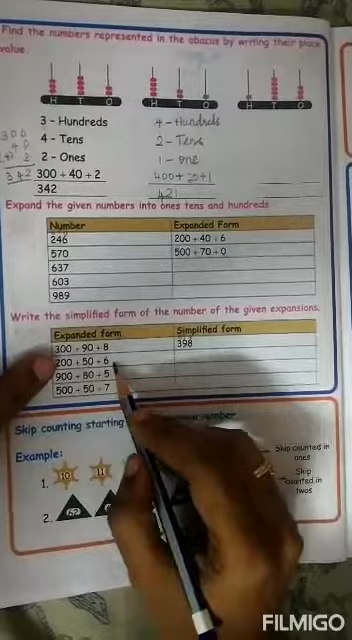 Find the numbers represented in the abacus by writing their place
value.
H T O H T O H T O
3 - Hundreds 4 - Hundreds
300
4 - Tens 2 - Tens
40
2 - Ones 1 - one
2
342 300 + 40 + 2 400 + 20 + 1
342 421
Expand the given numbers into ones tens and hundreds
Number Expanded Form
246 200 + 40 + 6
570 500 + 70 + 0
637
603
989
Write the simplified form of the number of the given expansions.
Expanded form Simplified form
300 + 90 + 8 398
200 + 50 + 6
900 + 80 + 5
500 + 50 + 7
Skip counting starting number
Example: Skip counted in
ones
1. 10 11
Skip
counted in
twos
2. 62
FILMIGO